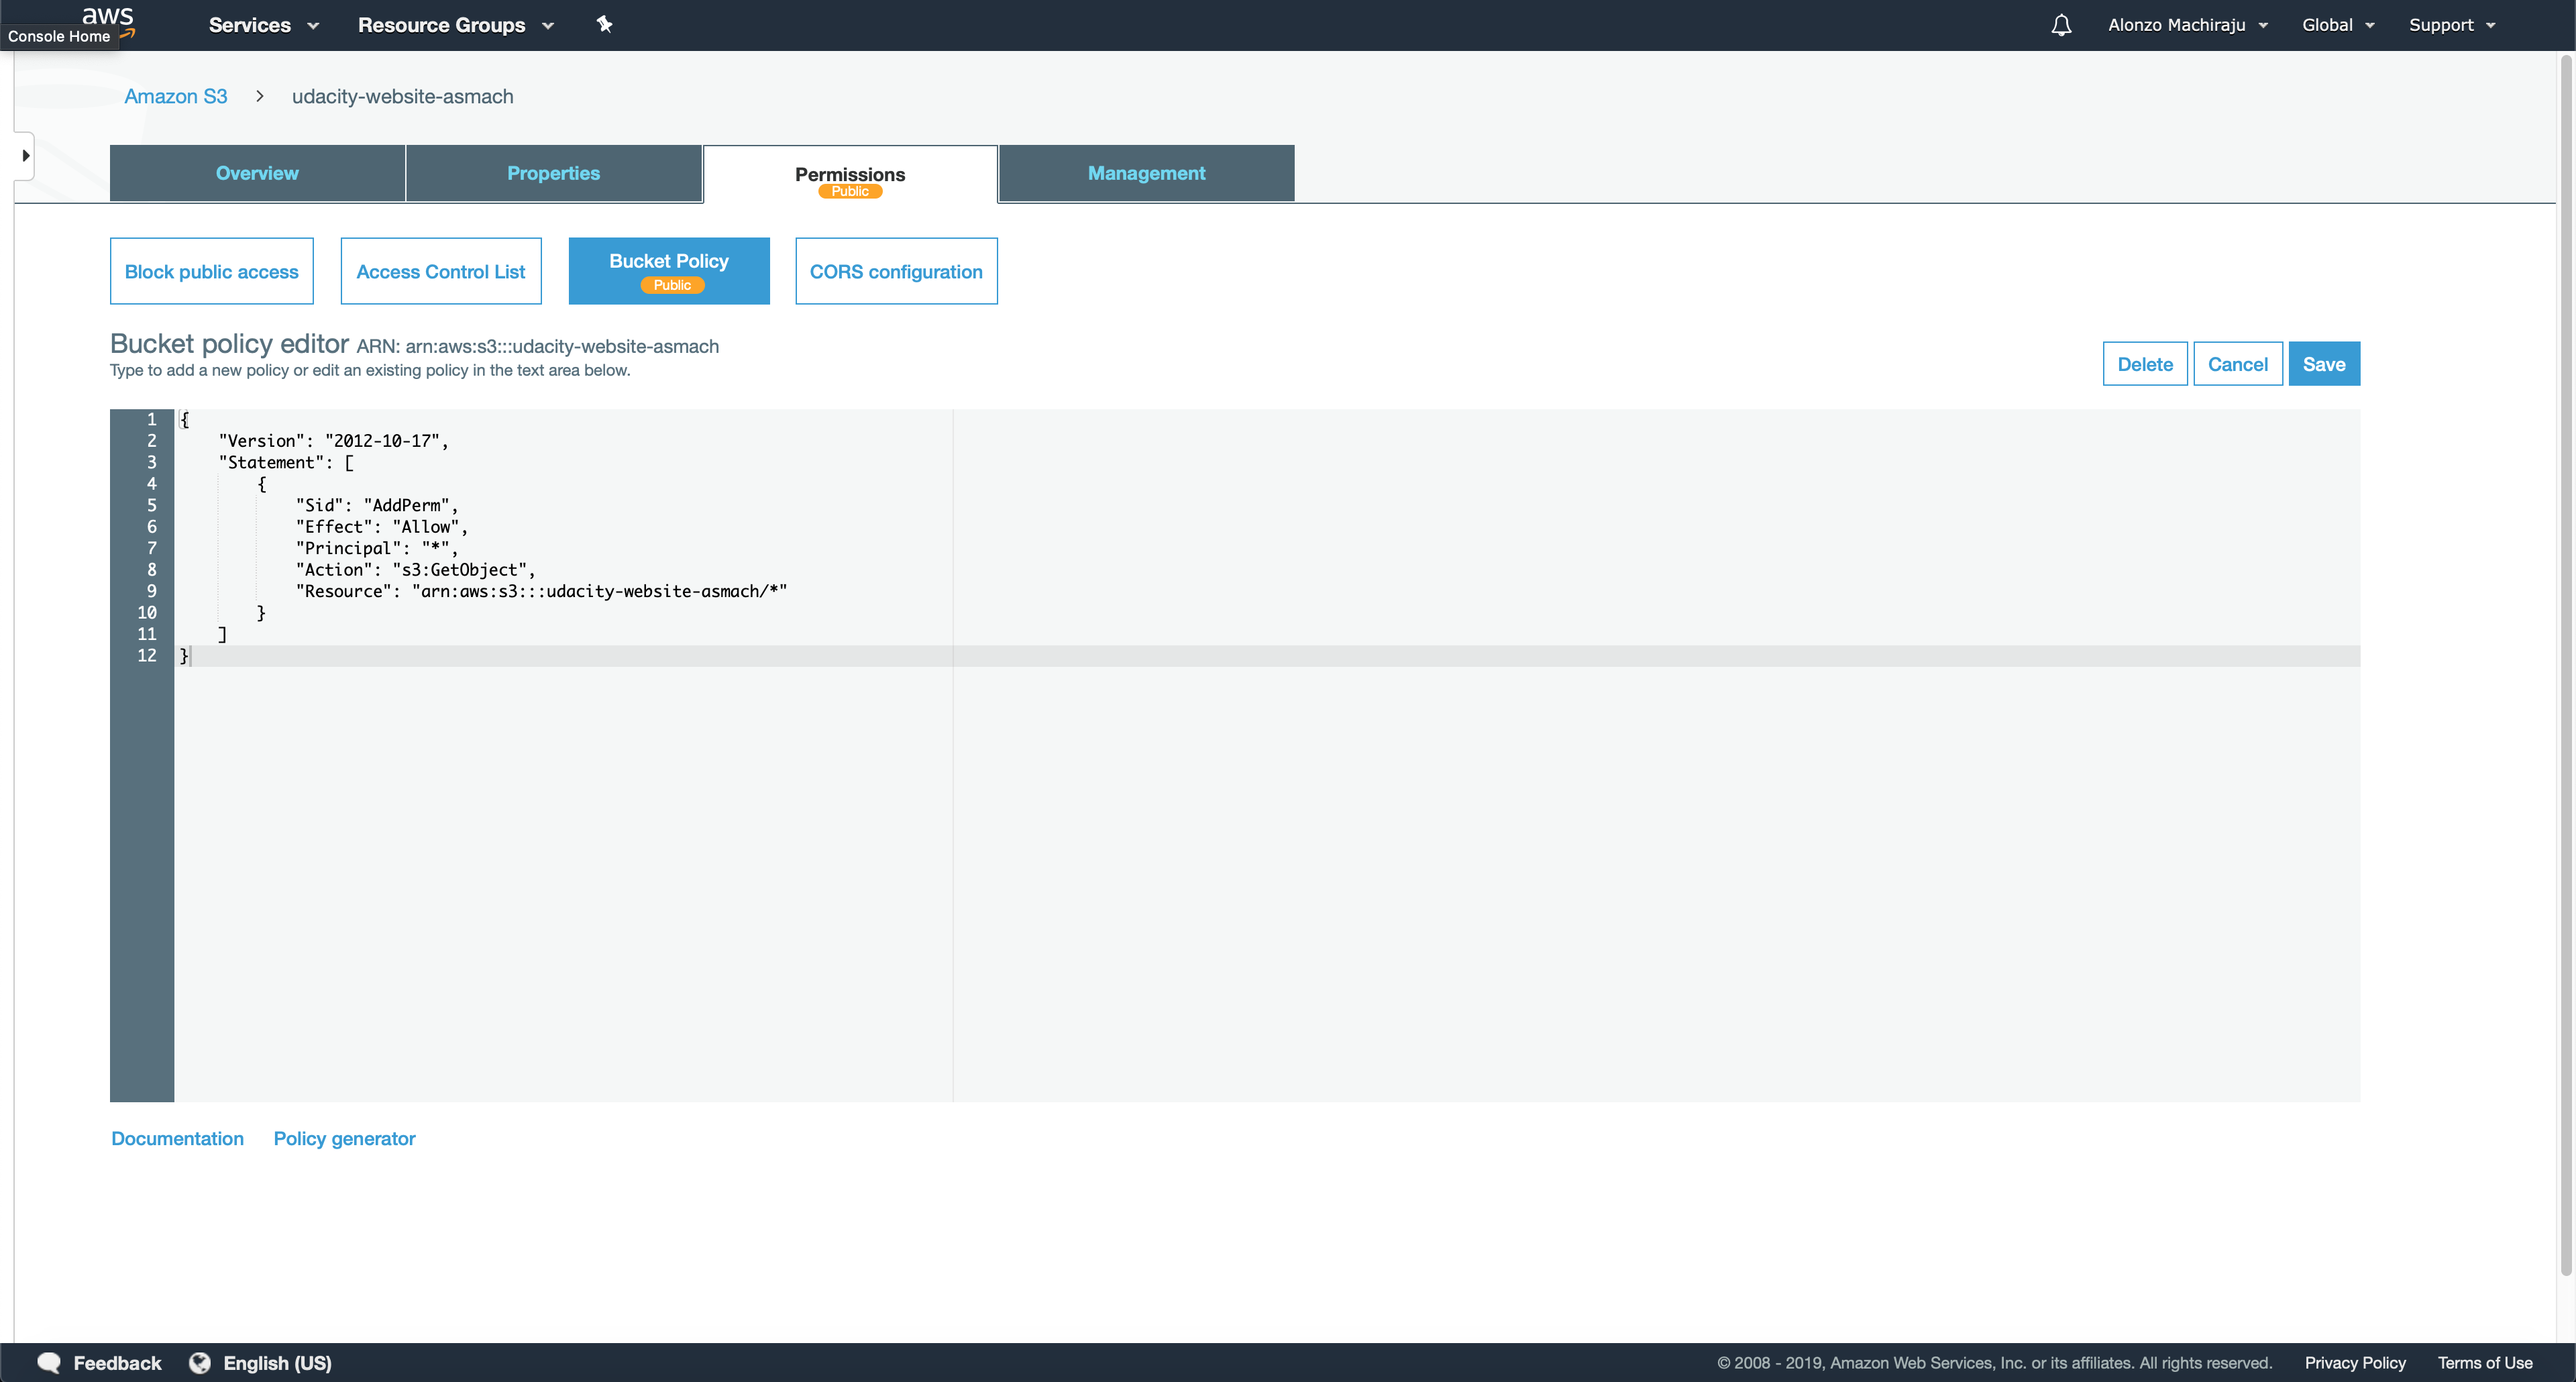 aws
Console Home
Services
Resource Groups
Alonzo Machiraju
Global
Support
Amazon S3 > udacity-website-asmach
Overview
Properties
Permissions
Public
Management
Block public access
Access Control List
Bucket Policy
Public
CORS configuration
Bucket policy editor ARN: arn:aws:s3:::udacity-website-asmach
Type to add a new policy or edit an existing policy in the text area below.
Delete
Cancel
Save
1 {
2     "Version": "2012-10-17",
3     "Statement": [
4         {
5             "Sid": "AddPerm",
6             "Effect": "Allow",
7             "Principal": "*",
8             "Action": "s3:GetObject",
9             "Resource": "arn:aws:s3:::udacity-website-asmach/*"
10         }
11     ]
12 }
Documentation
Policy generator
Feedback
English (US)
© 2008 - 2019, Amazon Web Services, Inc. or its affiliates. All rights reserved.
Privacy Policy
Terms of Use